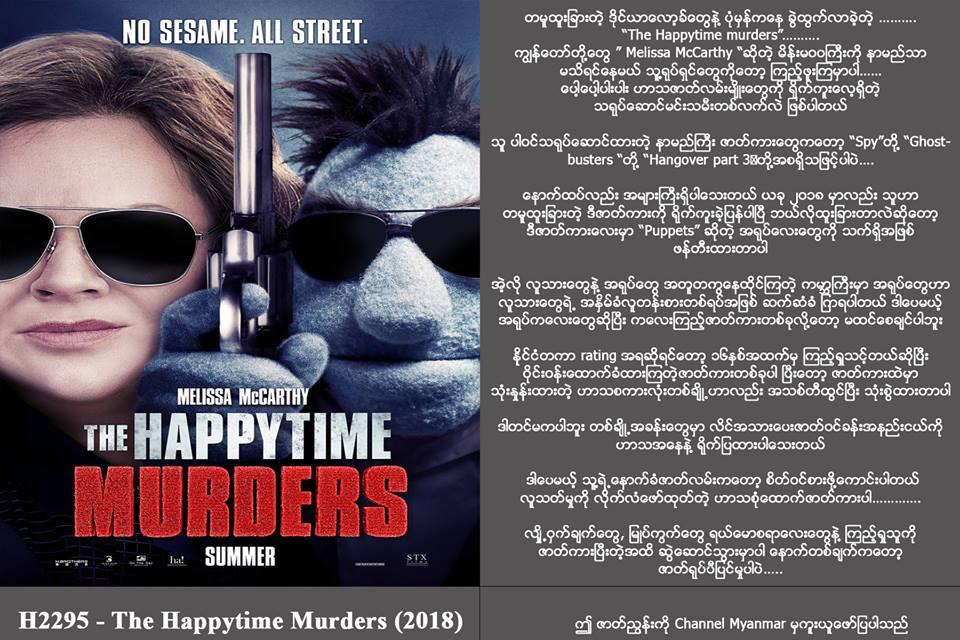 NO SESAME. ALL STREET.
MELISSA McCARTHY
THE HAPPYTIME
MURDERS
SUMMER
ha!
STX
H2295 - The Happytime Murders (2018)
တမူထူးခြားတဲ့ ဒိုင်ယာလော့ခ်တွေနဲ့ ပုံမှန်ကနေ ခွဲထွက်လာခဲ့တဲ့ ..........
“The Happytime murders”..........
ကျွန်တော်တို့တွေ ” Melissa McCarthy “ဆိုတဲ့ မိန်းမဝဝကြီးကို နာမည်သာ
မသိရင်နေမယ် သူ့ရုပ်ရှင်တွေကိုတော့ ကြည့်ဖူးကြမှာပါ......
ပေါ့ပေါ့ပါးပါး ဟာသဇာတ်လမ်းမျိုးတွေကို ရိုက်ကူးလေ့ရှိတဲ့
သရုပ်ဆောင်မင်းသမီးတစ်လက်လဲ ဖြစ်ပါတယ်
သူ ပါဝင်သရုပ်ဆောင်ထားတဲ့ နာမည်ကြီး ဇာတ်ကားတွေကတော့ “Spy”တို့ “Ghost-
busters “တို့ “Hangover part 3တို့အစရှိသဖြင့်ပါပဲ....
နောက်ထပ်လည်း အများကြီးရှိပါသေးတယ် ယခု ၂၀၁၈ မှာလည်း သူဟာ
တမူထူးခြားတဲ့ ဒီဇာတ်ကားကို ရိုက်ကူးခဲ့ပြန်ပါပြီ ဘယ်လိုထူးခြားတာလဲဆိုတော့
ဒီဇာတ်ကားလေးမှာ “Puppets” ဆိုတဲ့ အရုပ်လေးတွေကို သက်ရှိအဖြစ်
ဖန်တီးထားတာပါ
အဲ့လို လူသားတွေနဲ့ အရုပ်တွေ အတူတကွနေထိုင်ကြတဲ့ ကမ္ဘာကြီးမှာ အရုပ်တွေဟာ
လူသားတွေရဲ့ အနှိမ်ခံလူတန်းစားတစ်ရပ်အဖြစ် ဆက်ဆံခံ ကြရပါတယ် ဒါပေမယ့်
အရုပ်ကလေးတွေဆိုပြီး ကလေးကြည့်ဇာတ်ကားတစ်ခုလို့တော့ မထင်စေချင်ပါဘူး
နိုင်ငံတကာ rating အရဆိုရင်တော့ ၁၆နှစ်အထက်မှ ကြည့်ရှုသင့်တယ်ဆိုပြီး
ဝိုင်းဝန်းထောက်ခံထားကြတဲ့ဇာတ်ကားတစ်ခုပါ ပြီးတော့ ဇာတ်ကားထဲမှာ
သုံးနှုန်းထားတဲ့ ဟာသစကားလုံးတစ်ချို့ဟာလည်း အသစ်တီထွင်ပြီး သုံးစွဲထားတာပါ
ဒါတင်မကပါဘူး တစ်ချို့အခန်းတွေမှာ လိင်အသားပေးဇာတ်ဝင်ခန်းအနည်းငယ်ကို
ဟာသအနေနဲ့ ရိုက်ပြထားပါသေးတယ်
ဒါပေမယ့် သူ့ရဲ့နောက်ခံဇာတ်လမ်းကတော့ စိတ်ဝင်စားဖို့ကောင်းပါတယ်
လူသတ်မှုကို လိုက်လံဖော်ထုတ်တဲ့ ဟာသစုံထောက်ဇာတ်ကားပါ.............
လျှို့ဝှက်ချက်တွေ, မြုပ်ကွက်တွေ ရယ်မောစရာလေးတွေနဲ့ ကြည့်ရှုသူကို
ဇာတ်ကားပြီးတဲ့အထိ ဆွဲဆောင်သွားမှာပါ နောက်တစ်ချက်ကတော့
ဇာတ်ရုပ်ပီပြင်မှုပါပဲ.....
ဤ ဇာတ်ညွှန်းကို Channel Myanmar မှကူးယူဖော်ပြပါသည်